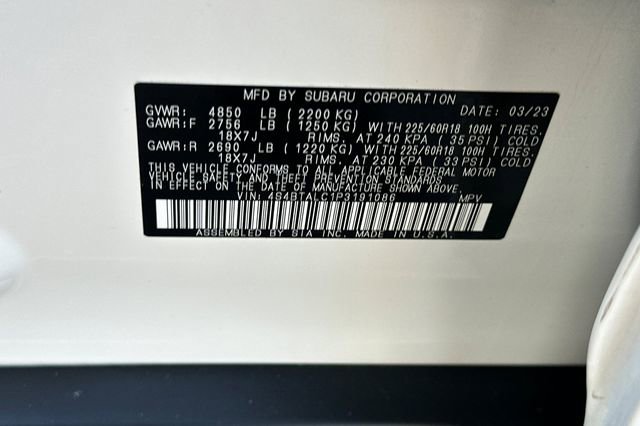 MFD BY SUBARU CORPORATION
GVWR: 4850 LB (2200 KG) DATE: 03/23
GAWR:F 2756 LB (1250 KG) WITH 225/60R18 100H TIRES.
18X7J RIMS. AT 240 KPA (35 PSI) COLD
GAWR:R 2690 LB (1220 KG) WITH 225/60R18 100H TIRES.
18X7J RIMS. AT 230 KPA (33 PSI) COLD
THIS VEHICLE CONFORMS TO ALL APPLICABLE FEDERAL MOTOR
VEHICLE SAFETY AND THEFT PREVENTION STANDARDS
IN EFFECT ON THE DATE OF MANUFACTURE SHOWN ABOVE.
VIN: 4S4BTALC1P3191086 MPV
ASSEMBLED BY SIA INC. MADE IN U.S.A.